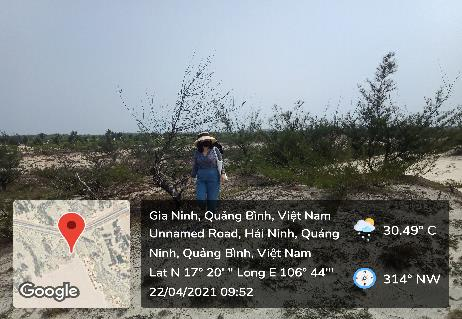 Gia Ninh, Quảng Bình, Việt Nam
Unnamed Road, Hải Ninh, Quảng
Ninh, Quảng Bình, Việt Nam
Lat N 17° 20' " Long E 106° 44'"
22/04/2021 09:52
30.49° C
314° NW
Google